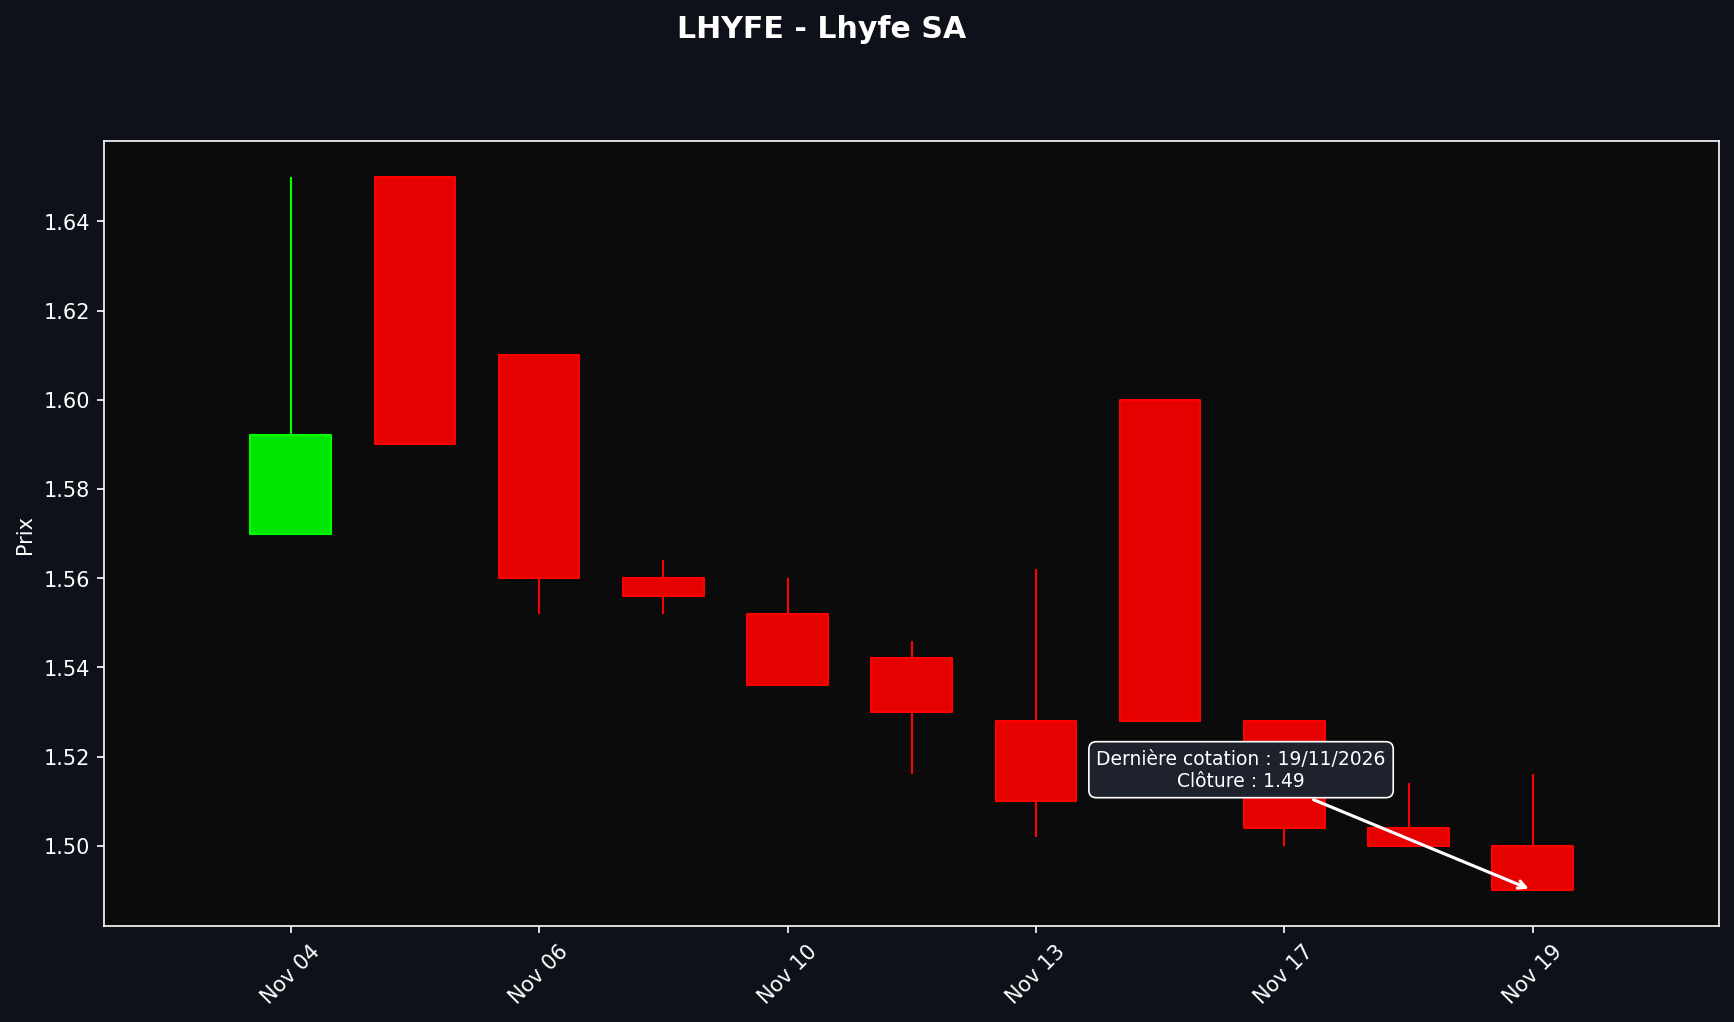 LHYFE - Lhyfe SA
Prix
1.64
1.62
1.60
1.58
1.56
1.54
1.52
1.50
Dernière cotation : 19/11/2026
Clôture : 1.49
Nov 04
Nov 06
Nov 10
Nov 13
Nov 17
Nov 19